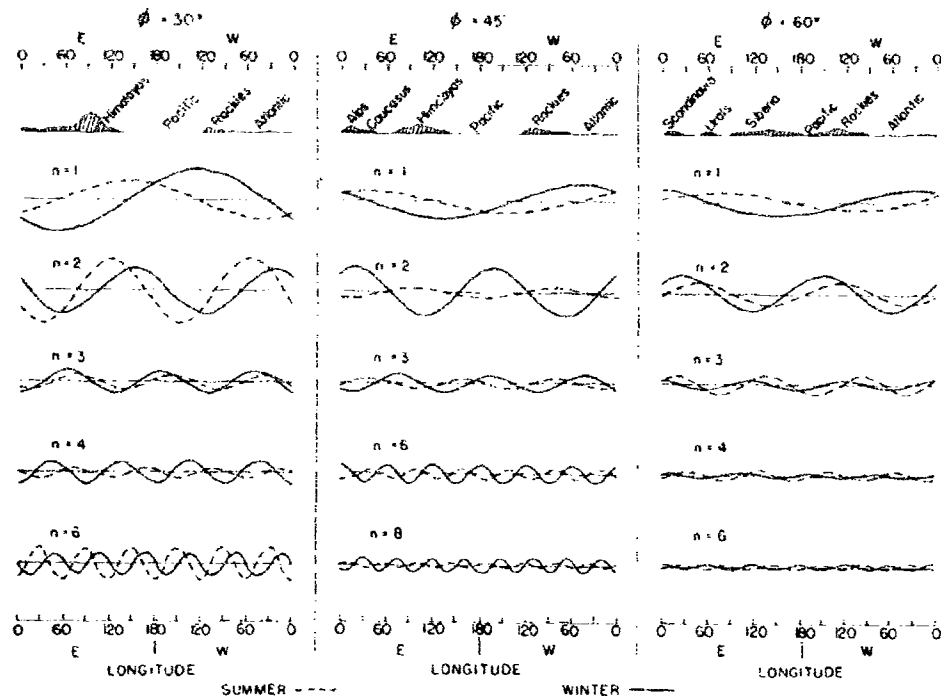 ϕ = 30°
E W
0 60 120 180 120 60 0
Himalayas Pacific Rockies Atlantic
n = 1
n = 2
n = 3
n = 4
n = 6
0 60 120 180 120 60 0
E W
LONGITUDE
ϕ = 45°
E W
0 60 120 180 120 60 0
Alps Caucasus Himalayas Pacific Rockies Atlantic
n = 1
n = 2
n = 3
n = 6
n = 8
0 60 120 180 120 60 0
E W
LONGITUDE
ϕ = 60°
E W
0 60 120 180 120 60 0
Scandinavia Urals Siberia Pacific Rockies Atlantic
n = 1
n = 2
n = 3
n = 4
n = 6
0 60 120 180 120 60 0
E W
LONGITUDE
SUMMER ---- WINTER ——